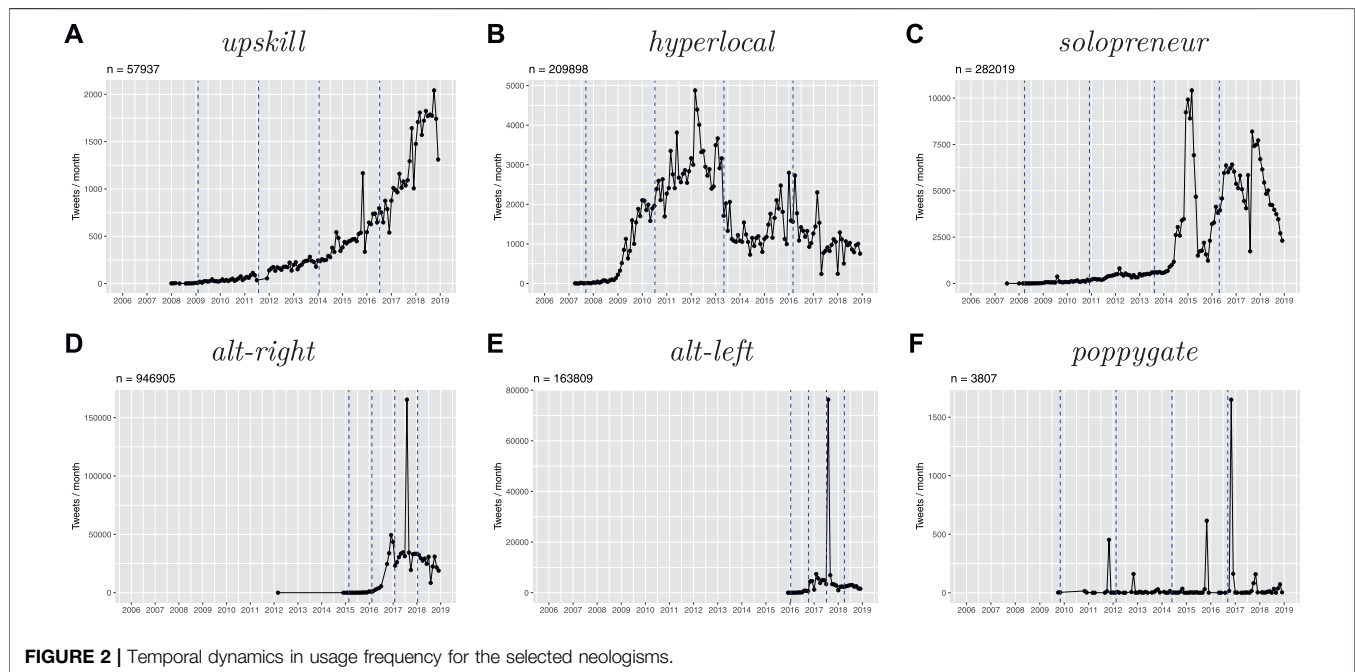 A upskill
n = 57937
Tweets / month
2000
1500
1000
500
0
2006 2007 2008 2009 2010 2011 2012 2013 2014 2015 2016 2017 2018 2019
B hyperlocal
n = 209898
Tweets / month
5000
4000
3000
2000
1000
0
2006 2007 2008 2009 2010 2011 2012 2013 2014 2015 2016 2017 2018 2019
C solopreneur
n = 282019
Tweets / month
10000
7500
5000
2500
0
2006 2007 2008 2009 2010 2011 2012 2013 2014 2015 2016 2017 2018 2019
D alt-right
n = 946905
Tweets / month
150000
100000
50000
0
2006 2007 2008 2009 2010 2011 2012 2013 2014 2015 2016 2017 2018 2019
E alt-left
n = 163809
Tweets / month
80000
60000
40000
20000
0
2006 2007 2008 2009 2010 2011 2012 2013 2014 2015 2016 2017 2018 2019
F poppygate
n = 3807
Tweets / month
1500
1000
500
0
2006 2007 2008 2009 2010 2011 2012 2013 2014 2015 2016 2017 2018 2019
FIGURE 2 | Temporal dynamics in usage frequency for the selected neologisms.